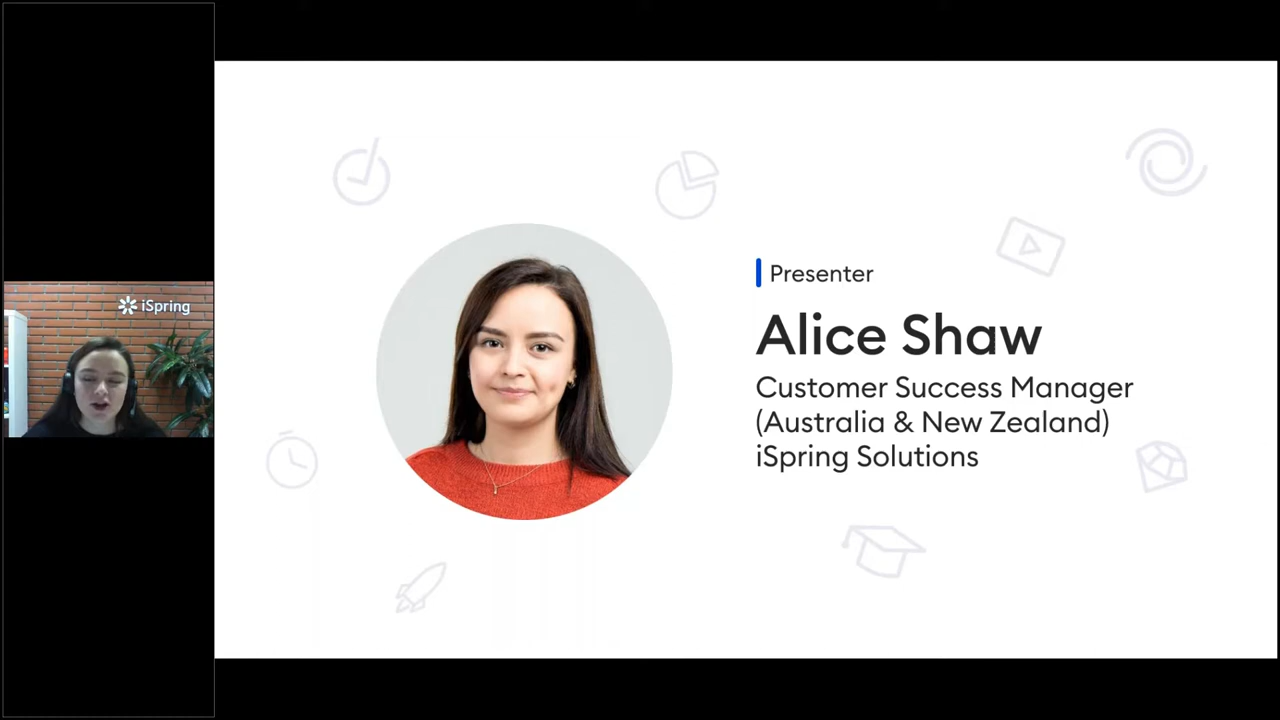 iSpring
Presenter
Alice Shaw
Customer Success Manager
(Australia & New Zealand)
iSpring Solutions